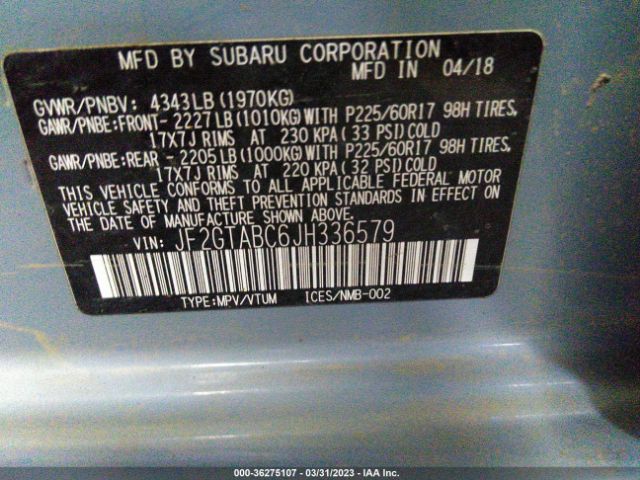 MFD BY SUBARU CORPORATION
MFD IN 04/18
GVWR/PNBV: 4343LB(1970KG)
GAWR/PNBE:FRONT-2227LB(1010KG)WITH P225/60R17 98H TIRES,
17X7J RIMS AT 230 KPA(33 PSI)COLD
GAWR/PNBE:REAR -2205LB(1000KG)WITH P225/60R17 98H TIRES,
17X7J RIMS AT 220 KPA(32 PSI)COLD
THIS VEHICLE CONFORMS TO ALL APPLICABLE FEDERAL MOTOR
VEHICLE SAFETY AND THEFT PREVENTION STANDARDS IN EFFECT ON
THE DATE OF MANUFACTURE SHOWN ABOVE.
VIN: JF2GTABC6JH336579
TYPE:MPV/VTUM ICES/NMB-002
000-36275107 - 03/31/2023 - IAA Inc.